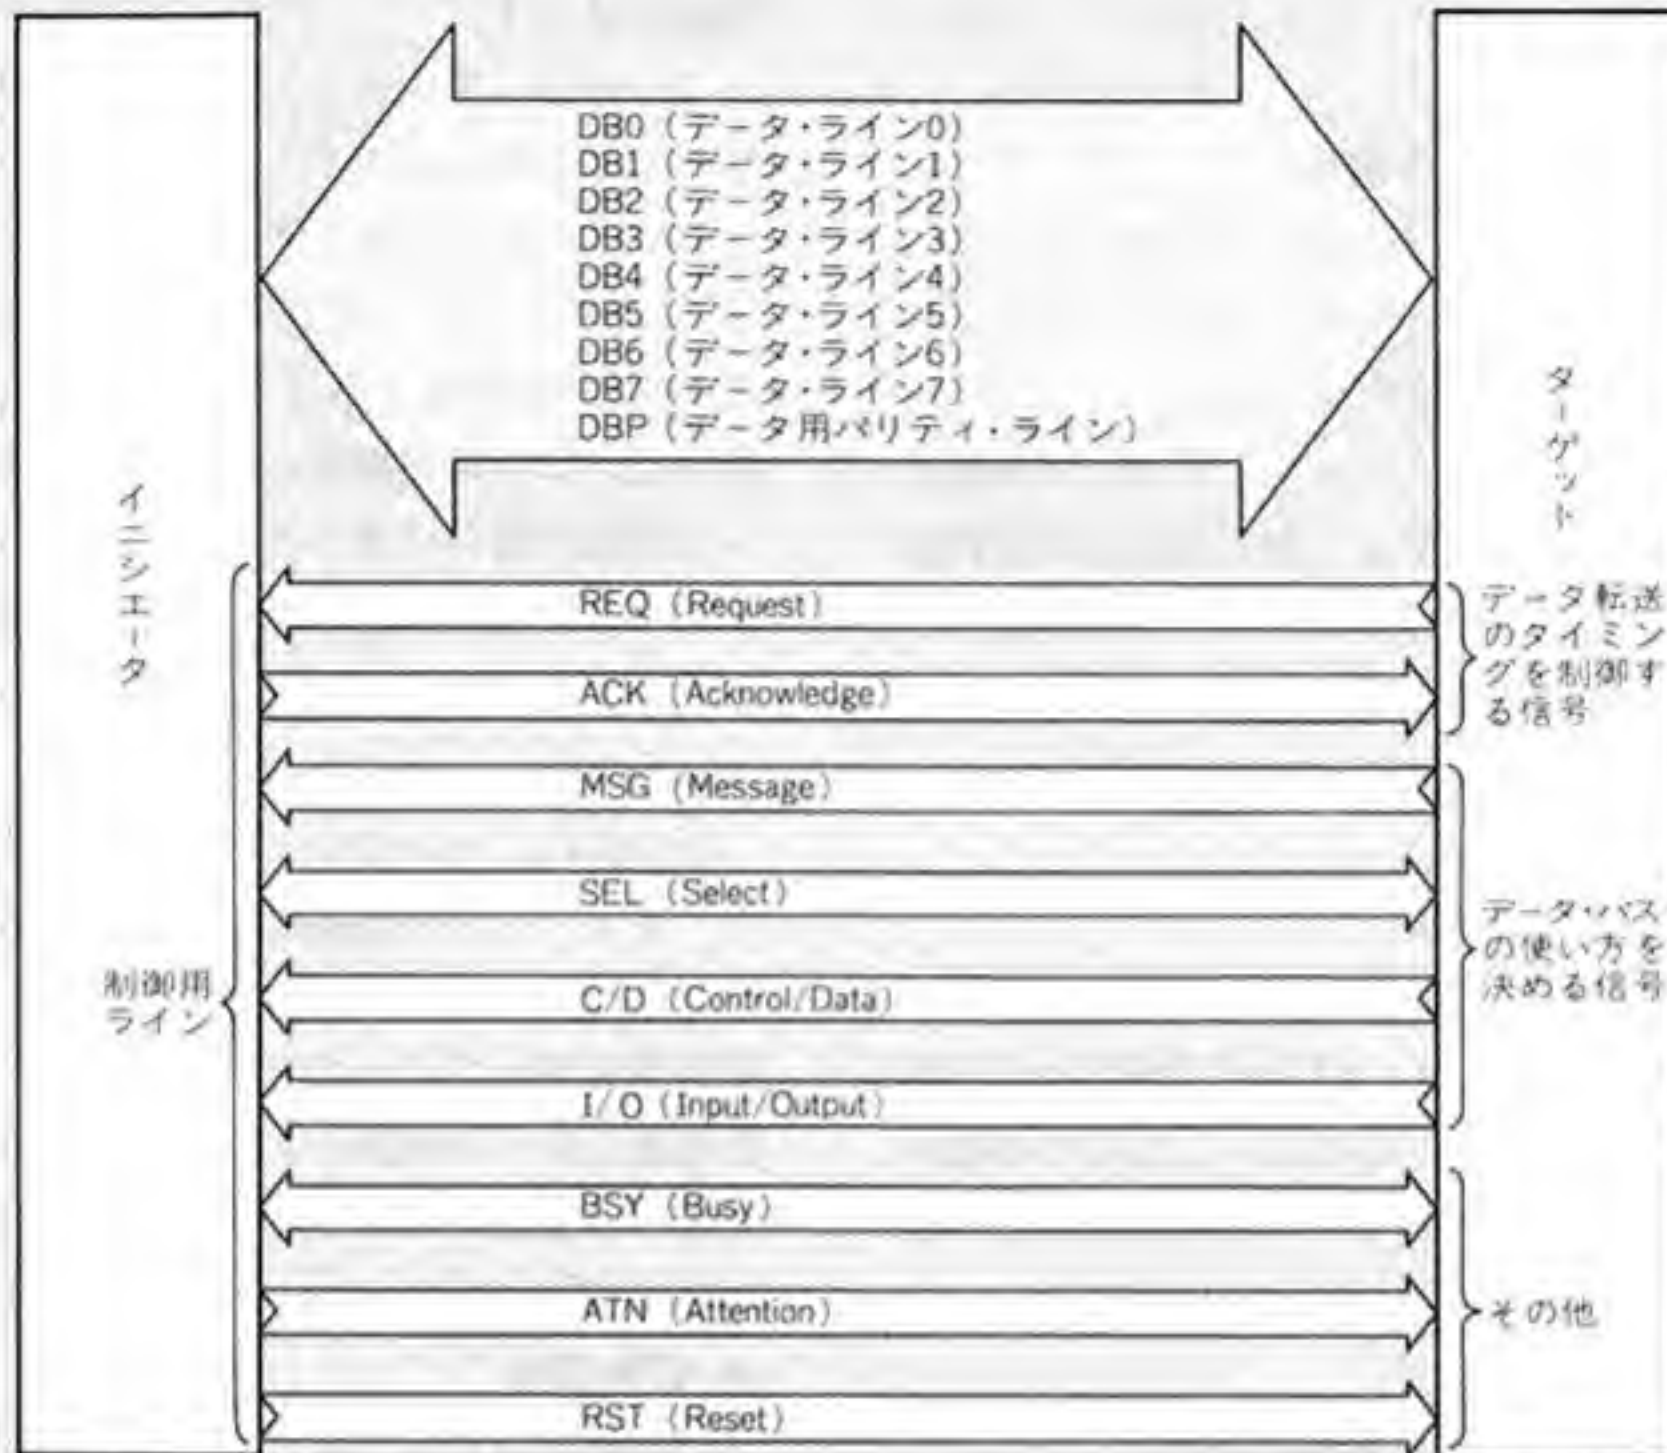 DB0（データ・ライン0）
DB1（データ・ライン1）
DB2（データ・ライン2）
DB3（データ・ライン3）
DB4（データ・ライン4）
DB5（データ・ライン5）
DB6（データ・ライン6）
DB7（データ・ライン7）
DBP（データ用パリティ・ライン）
イニシエータ
ターゲット
REQ（Request）
ACK（Acknowledge）
データ転送
のタイミン
グを制御す
る信号
MSG（Message）
SEL（Select）
C/D（Control/Data）
I/O（Input/Output）
データ・バス
の使い方を
決める信号
制御用
ライン
BSY（Busy）
ATN（Attention）
RST（Reset）
その他